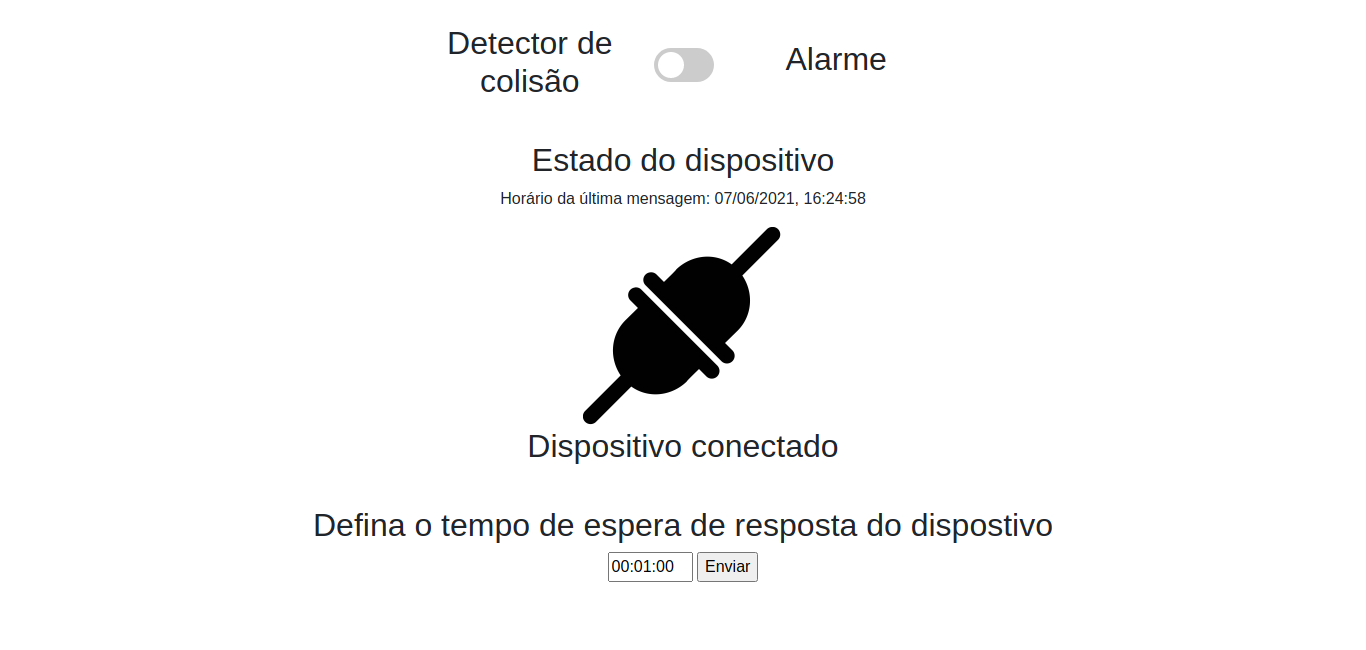 Detector de
colisão
Alarme
Estado do dispositivo
Horário da última mensagem: 07/06/2021, 16:24:58
Dispositivo conectado
Defina o tempo de espera de resposta do dispostivo
00:01:00 Enviar